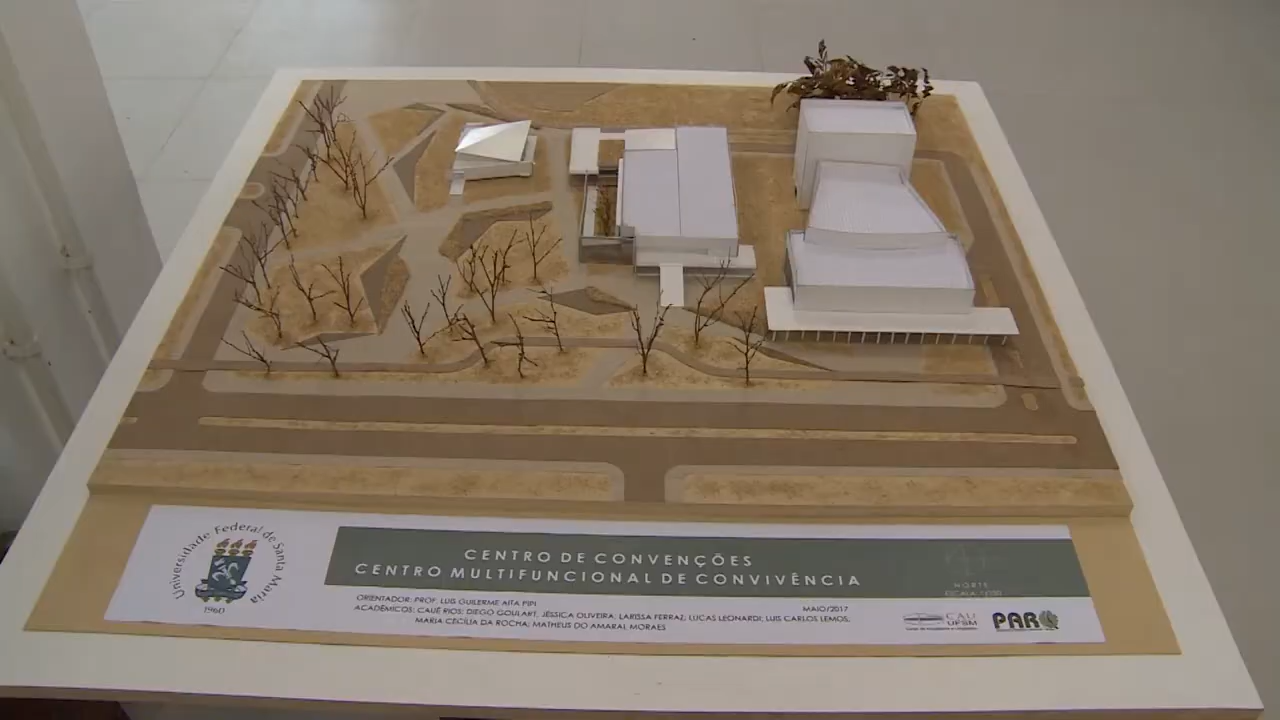 Universidade Federal de Santa Maria
1960
CENTRO DE CONVENÇÕES
CENTRO MULTIFUNCIONAL DE CONVIVÊNCIA
NORTE
ORIENTADOR: PROF. LUIS GUILERME AITA PIPI
MAIO/2017
ACADÊMICOS: CAUÊ RIOS; DIEGO GOULART; JÉSSICA OLIVEIRA; LARISSA FERRAZ; LUCAS LEONARDI; LUIS CARLOS LEMOS;
MARIA CECÍLIA DA ROCHA; MATHEUS DO AMARAL MORAES
CAU
UFSM
PARQ